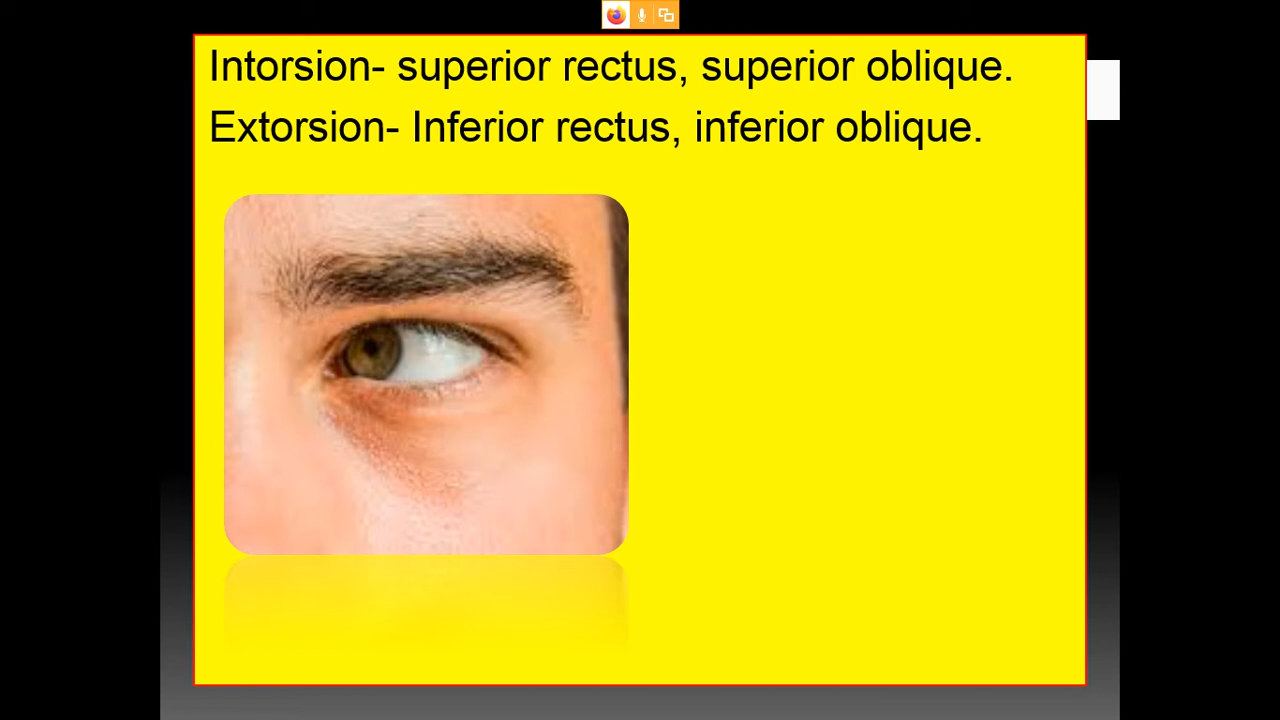 Intorsion- superior rectus, superior oblique.
Extorsion- Inferior rectus, inferior oblique.